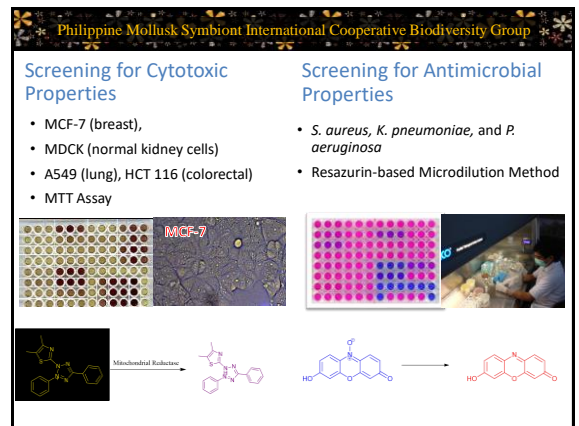 Philippine Mollusk Symbiont International Cooperative Biodiversity Group
Screening for Cytotoxic
Properties
• MCF-7 (breast),
• MDCK (normal kidney cells)
• A549 (lung), HCT 116 (colorectal)
• MTT Assay
MCF-7
Mitochondrial Reductase
Screening for Antimicrobial
Properties
• S. aureus, K. pneumoniae, and P.
aeruginosa
• Resazurin-based Microdilution Method